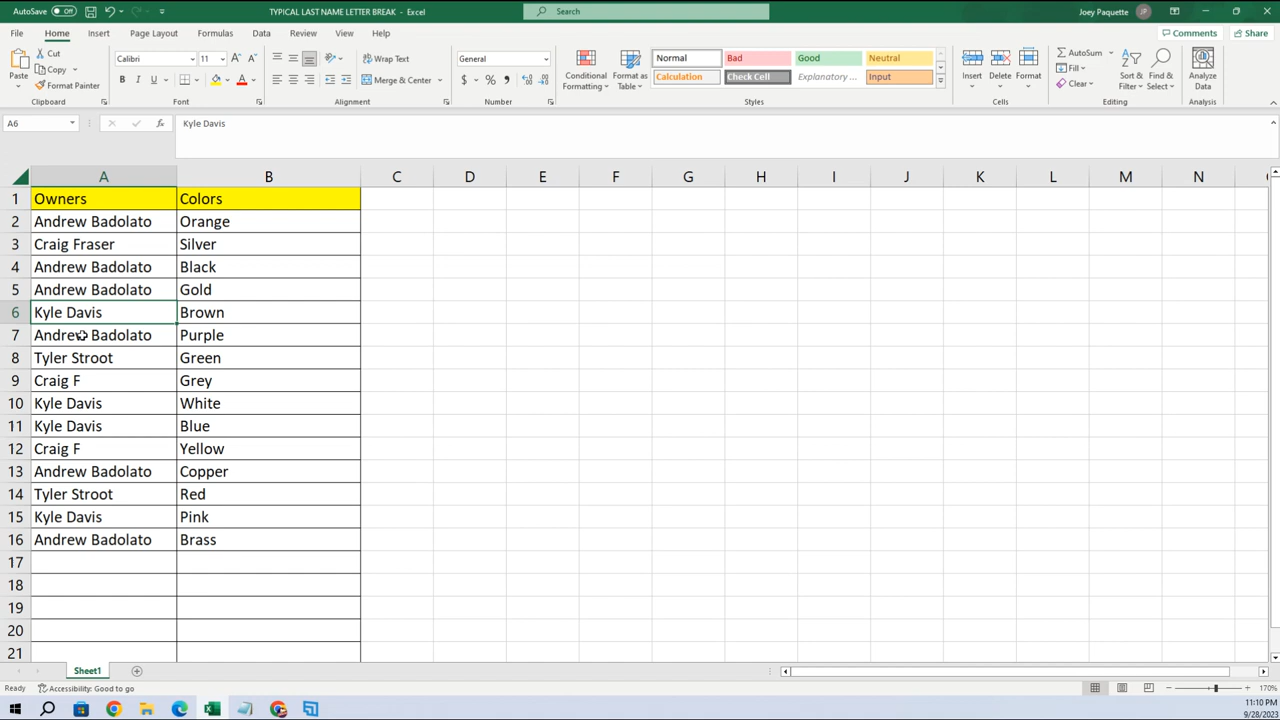 AutoSave Off TYPICAL LAST NAME LETTER BREAK - Excel Search Joey Paquette JP
File Home Insert Page Layout Formulas Data Review View Help Comments Share
Paste Cut Copy Format Painter Clipboard
Calibri 11 A A B I U A Font
Wrap Text Merge & Center Alignment
General $ % 9 Number
Conditional Formatting Format as Table Normal Bad Good Neutral Calculation Check Cell Explanatory ... Input Styles
Insert Delete Format Cells
AutoSum Fill Clear Sort & Filter Find & Select Editing
Analyze Data Analysis
A6 fx Kyle Davis
A B C D E F G H I J K L M N
1 Owners Colors
2 Andrew Badolato Orange
3 Craig Fraser Silver
4 Andrew Badolato Black
5 Andrew Badolato Gold
6 Kyle Davis Brown
7 Andrew Badolato Purple
8 Tyler Stroot Green
9 Craig F Grey
10 Kyle Davis White
11 Kyle Davis Blue
12 Craig F Yellow
13 Andrew Badolato Copper
14 Tyler Stroot Red
15 Kyle Davis Pink
16 Andrew Badolato Brass
17
18
19
20
21
Sheet1
Ready Accessibility: Good to go 170%
11:10 PM
9/28/2023